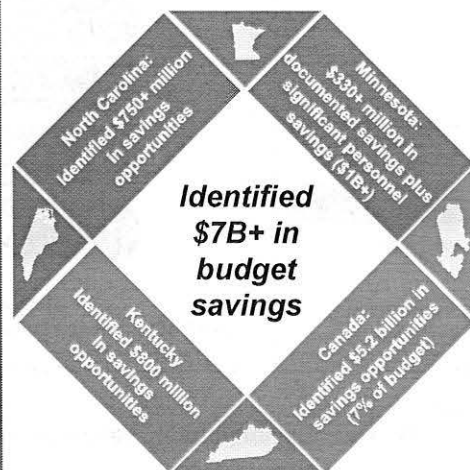 North Carolina:
Identified $750+ million
in savings
opportunities
Minnesota:
$330+ million in
documented savings plus
significant personnel
savings ($1B+)
Identified
$7B+ in
budget
savings
Kentucky
Identified $800 million
in savings
opportunities
Canada:
Identified $5.2 billion in
savings opportunities
(7% of budget)